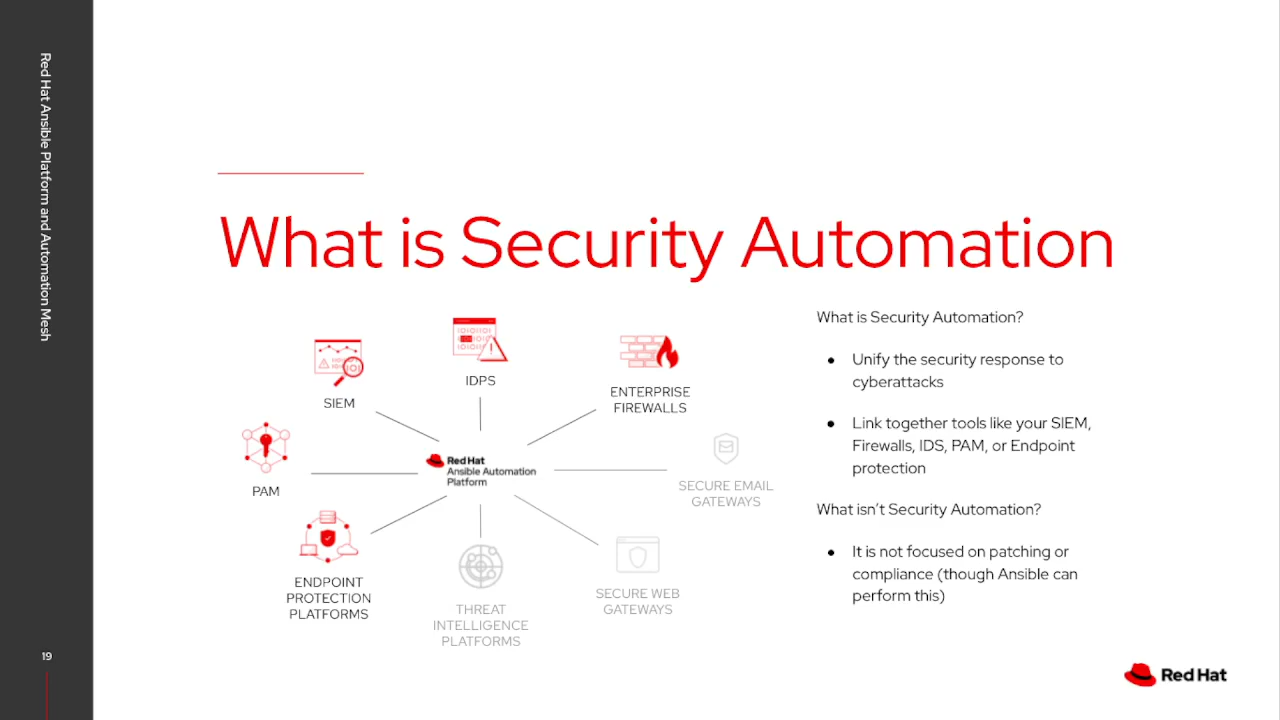 Red Hat Ansible Platform and Automation Mesh
What is Security Automation
SIEM
IDPS
ENTERPRISE
FIREWALLS
PAM
Red Hat
Ansible Automation
Platform
SECURE EMAIL
GATEWAYS
ENDPOINT
PROTECTION
PLATFORMS
THREAT
INTELLIGENCE
PLATFORMS
SECURE WEB
GATEWAYS
What is Security Automation?
● Unify the security response to
cyberattacks
● Link together tools like your SIEM,
Firewalls, IDS, PAM, or Endpoint
protection
What isn’t Security Automation?
● It is not focused on patching or
compliance (though Ansible can
perform this)
19
Red Hat